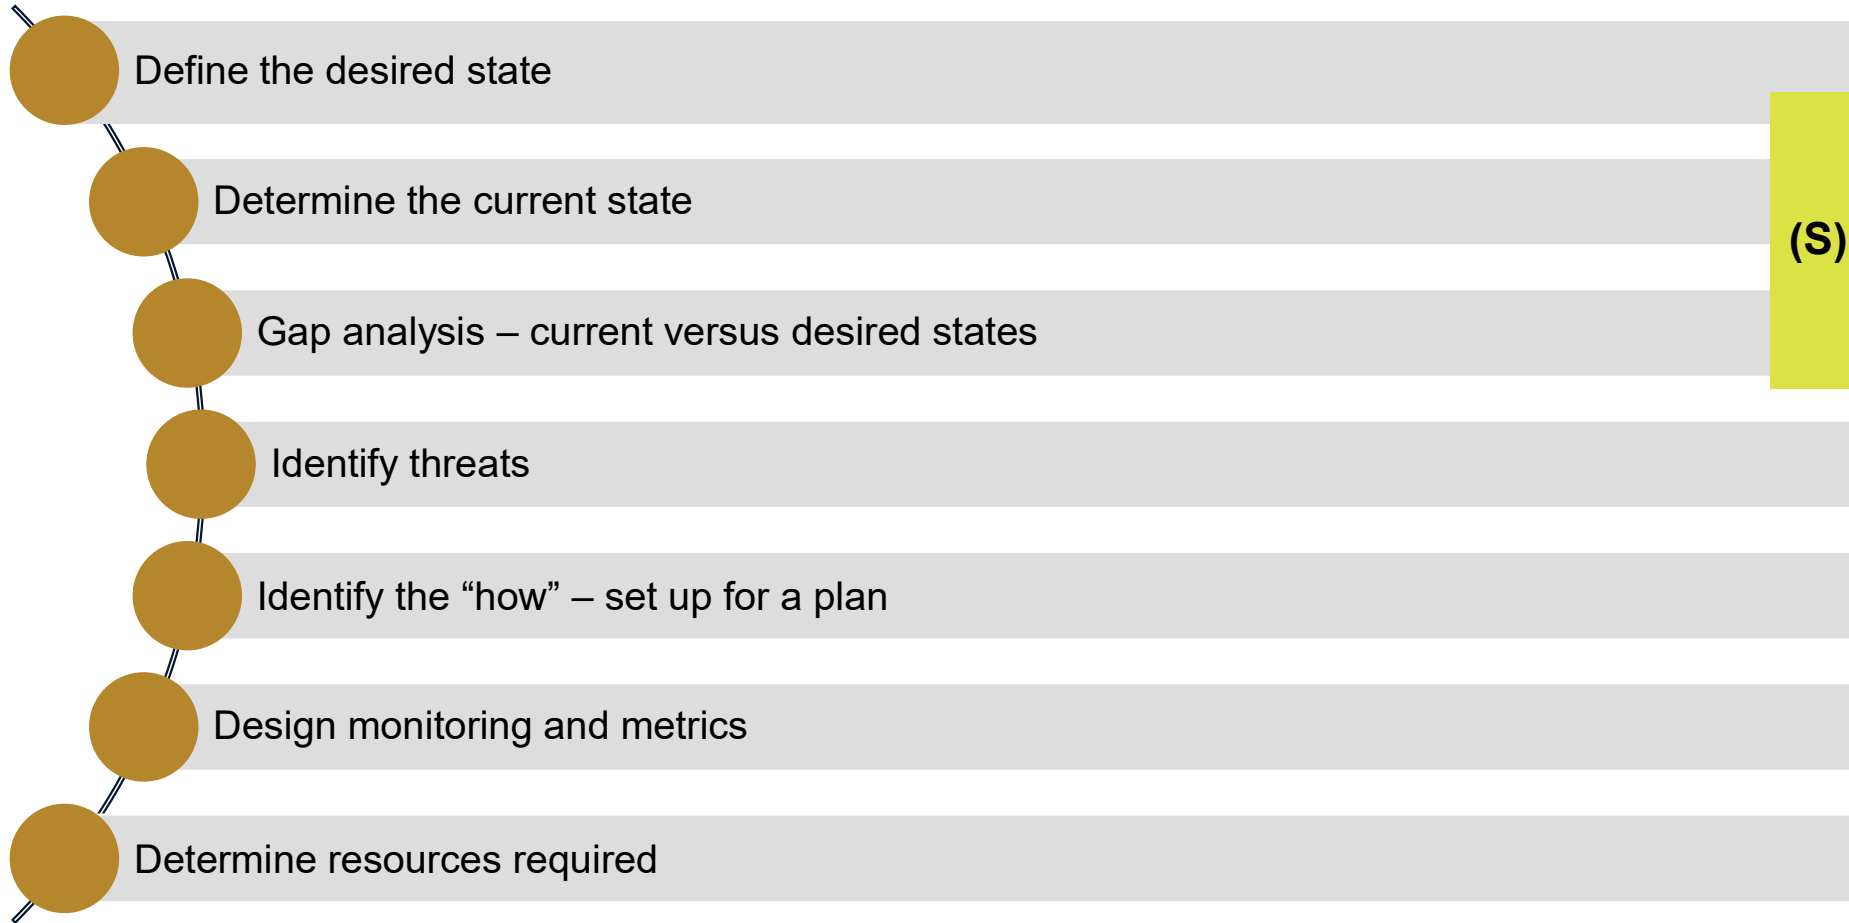 Define the desired state
Determine the current state
(S)
Gap analysis – current versus desired states
Identify threats
Identify the “how” – set up for a plan
Design monitoring and metrics
Determine resources required